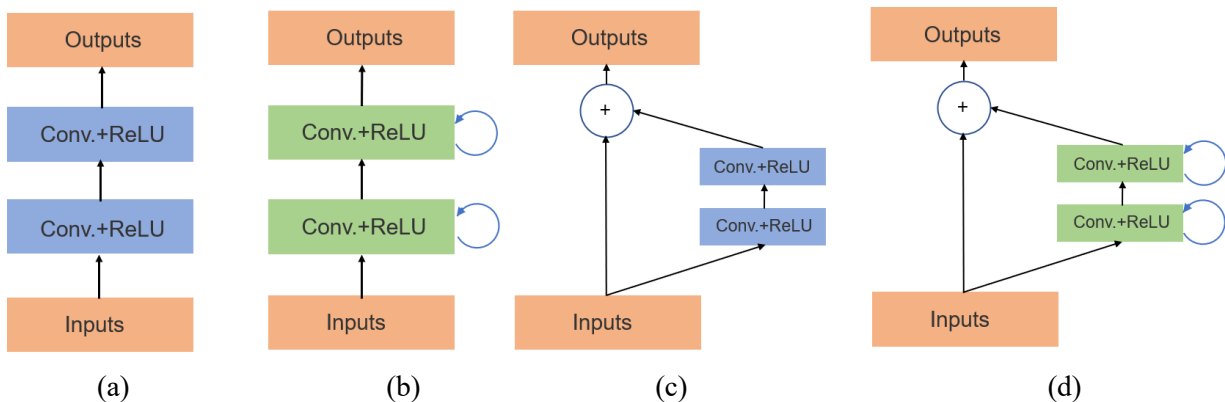 Outputs
Conv.+ReLU
Conv.+ReLU
Inputs
(a)
Outputs
Conv.+ReLU
Conv.+ReLU
Inputs
(b)
Outputs
+
Conv.+ReLU
Conv.+ReLU
Inputs
(c)
Outputs
+
Conv.+ReLU
Conv.+ReLU
Inputs
(d)